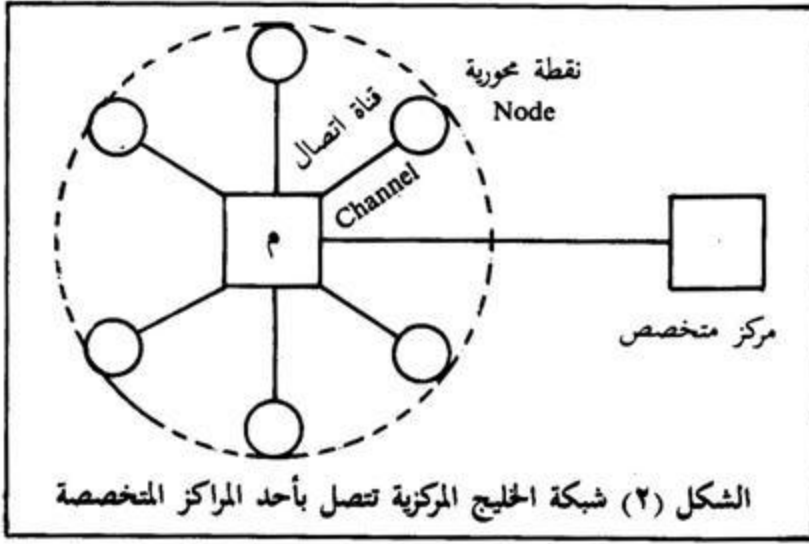 نقطة محورية
Node
قناة اتصال
Channel
م
مركز متخصص
الشكل (٢) شبكة الخليج المركزية تتصل بأحد المراكز المتخصصة